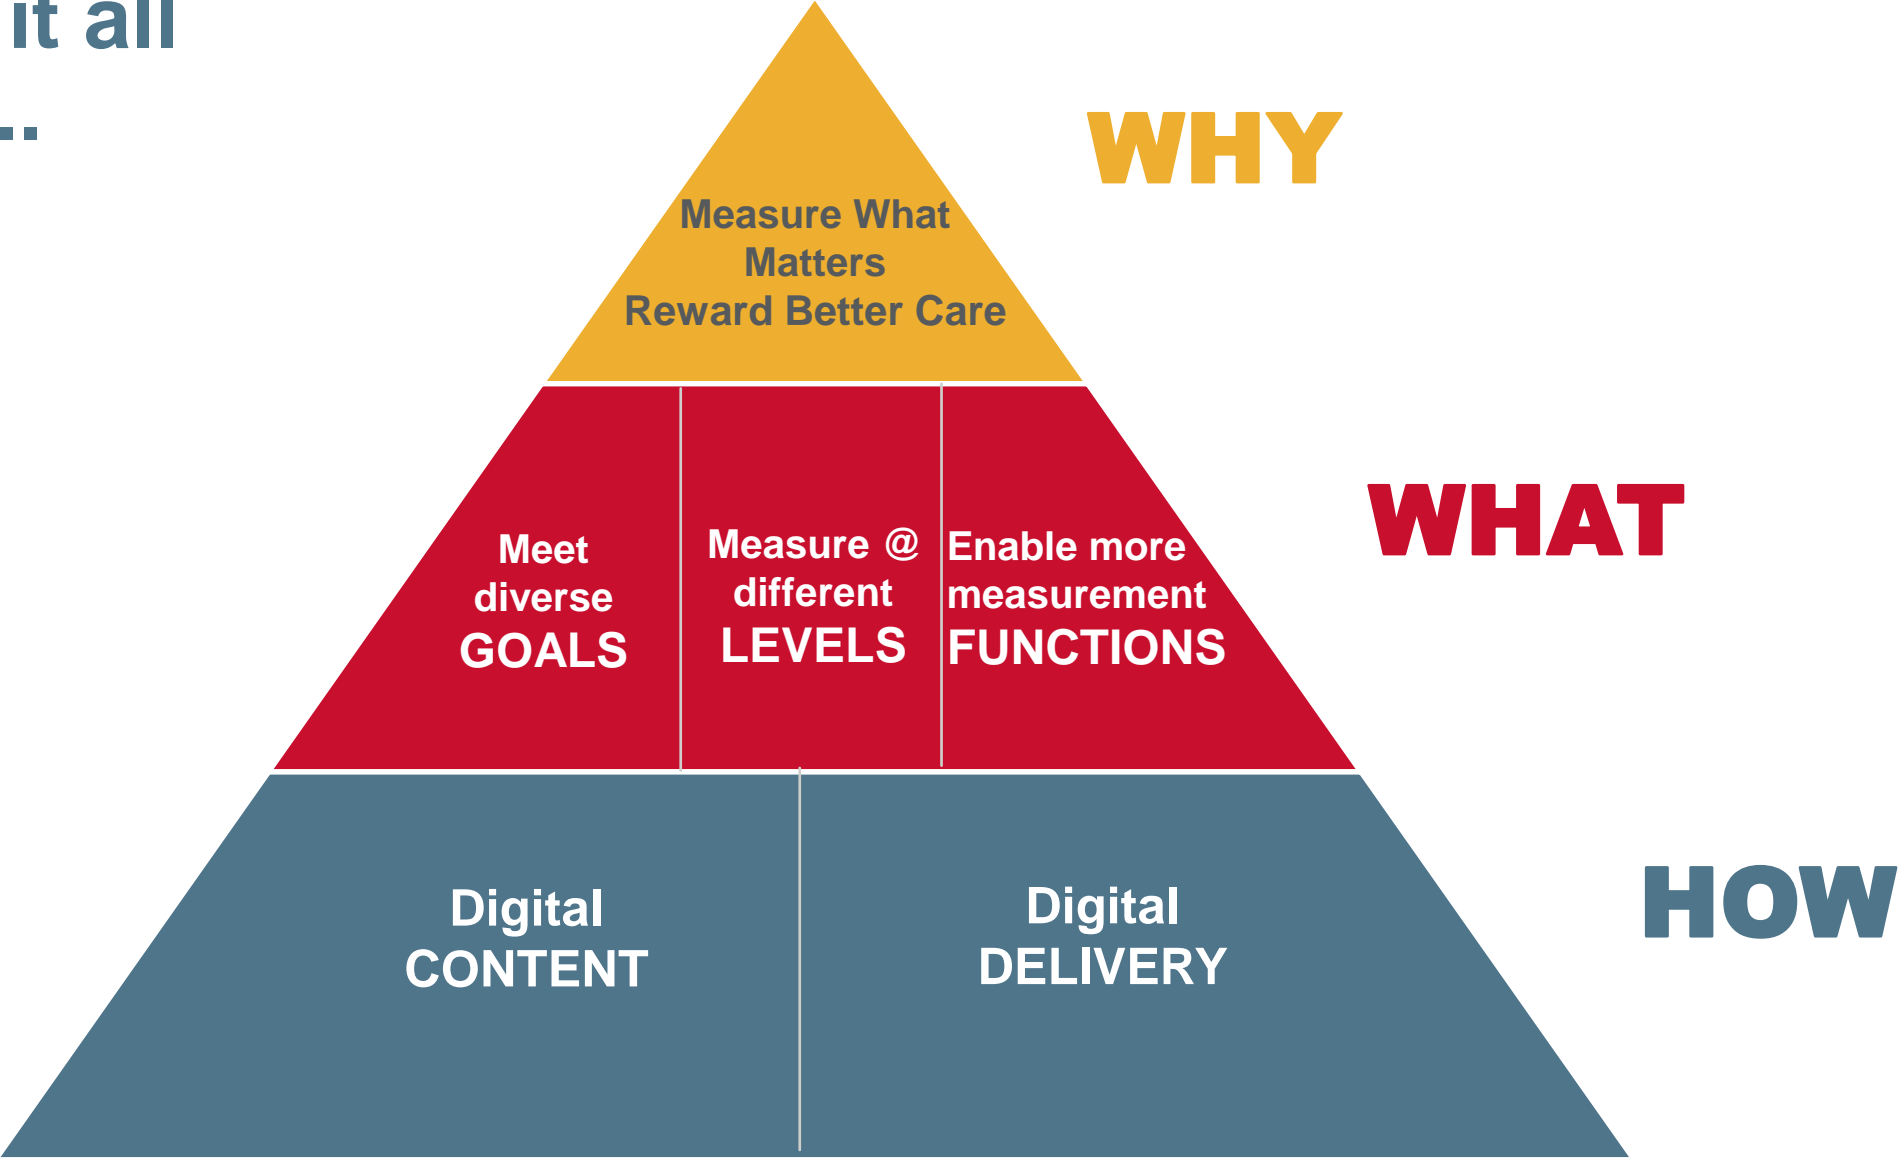 it all
..
WHY
Measure What
Matters
Reward Better Care
WHAT
Meet
diverse
GOALS
Measure @
different
LEVELS
Enable more
measurement
FUNCTIONS
HOW
Digital
CONTENT
Digital
DELIVERY